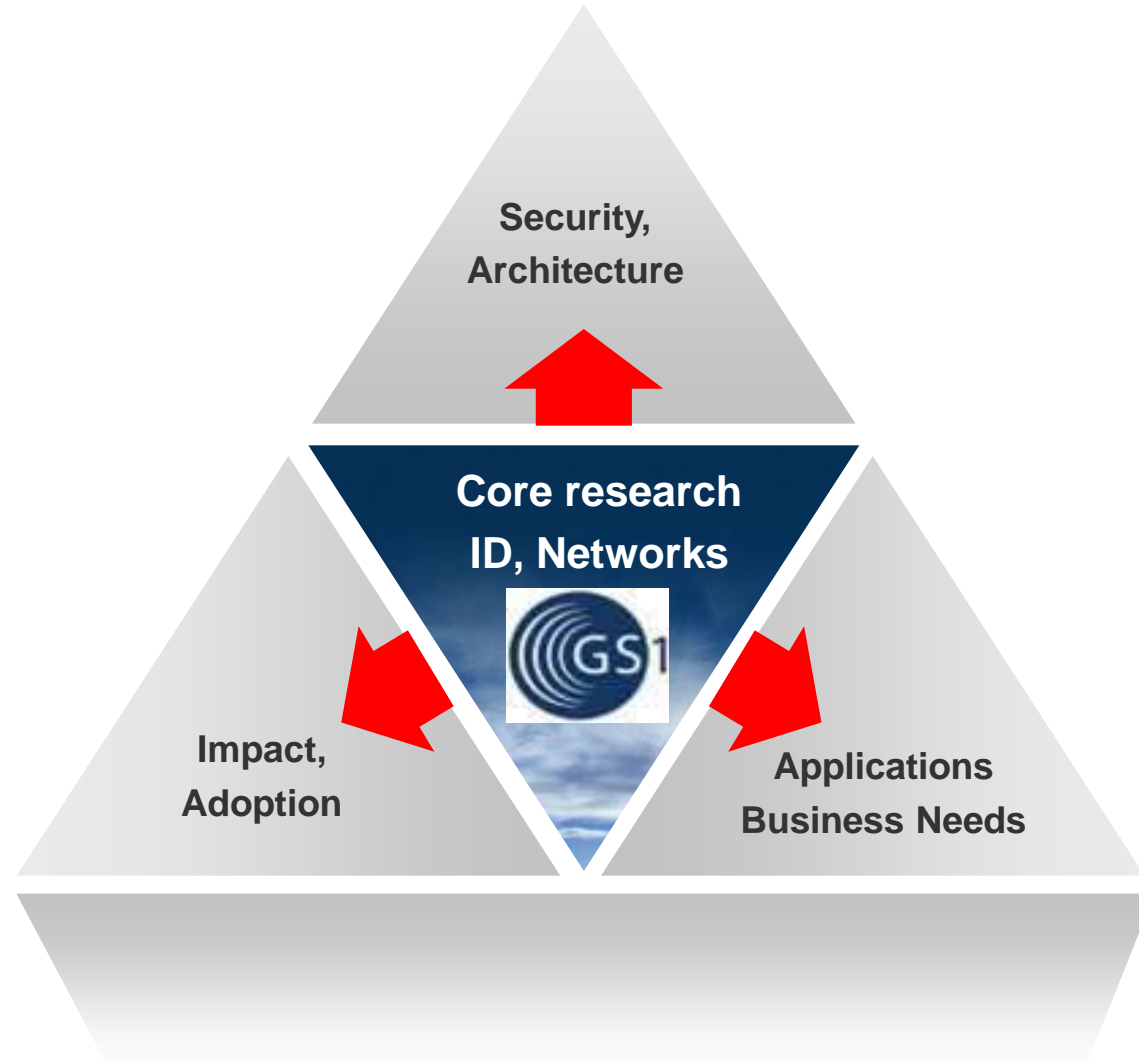 Security,
Architecture
Core research
ID, Networks
GS1
Impact,
Adoption
Applications
Business Needs